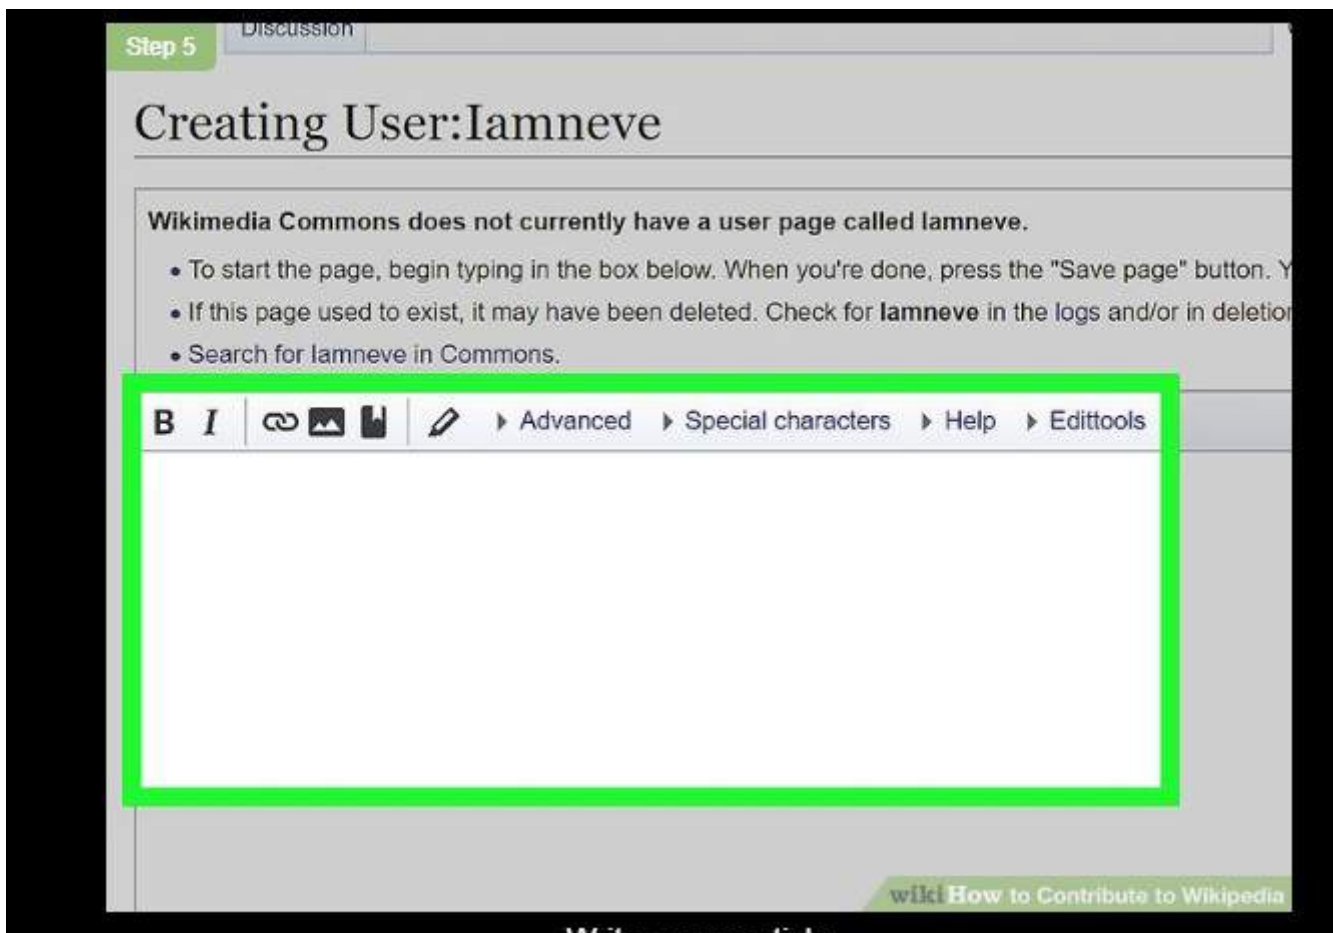 Discussion
Step 5
Creating User:Iamneve
Wikimedia Commons does not currently have a user page called Iamneve.
• To start the page, begin typing in the box below. When you're done, press the "Save page" button. Y
• If this page used to exist, it may have been deleted. Check for Iamneve in the logs and/or in deletion
• Search for Iamneve in Commons.
B I Advanced Special characters Help Edittools
wikiHow to Contribute to Wikipedia